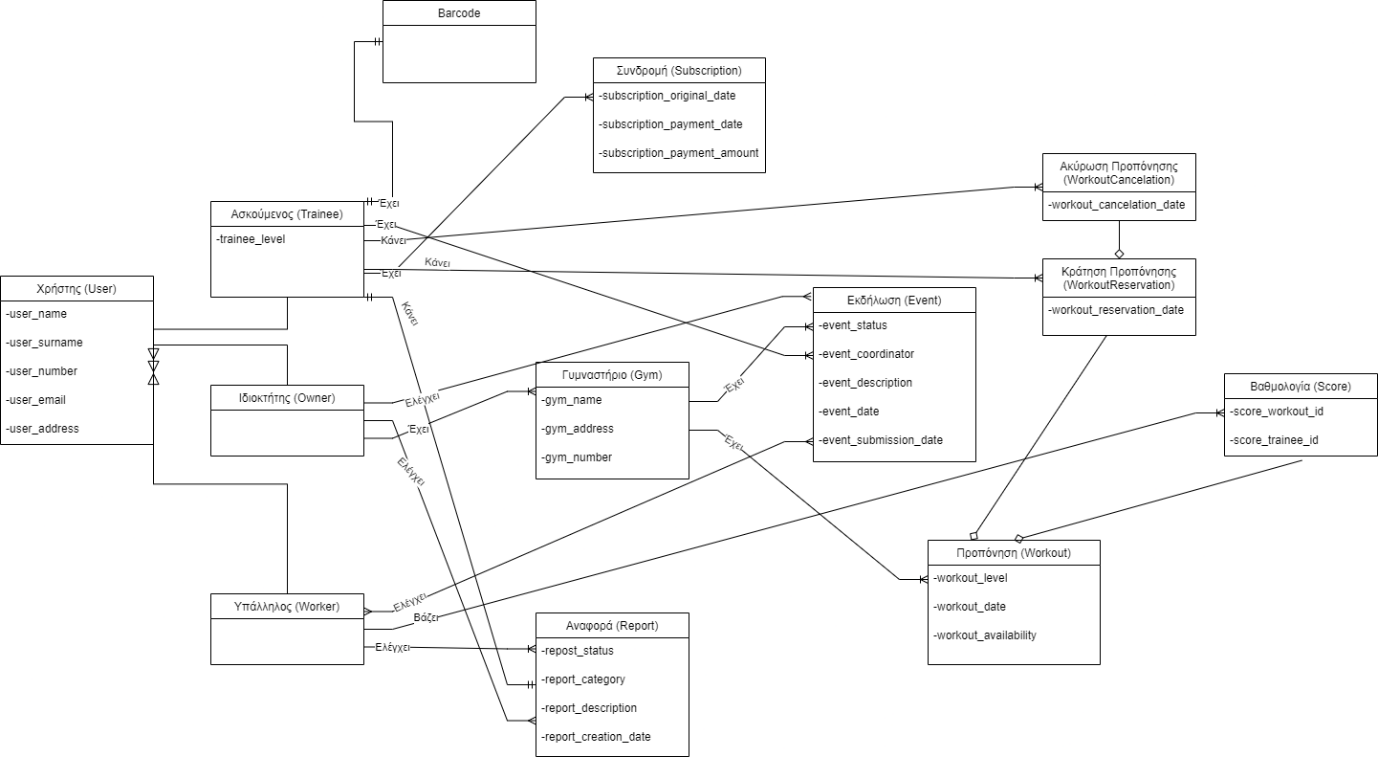 Barcode
Συνδρομή (Subscription)
-subscription_original_date
-subscription_payment_date
-subscription_payment_amount
Ακύρωση Προπόνησης
(WorkoutCancelation)
-workout_cancelation_date
Ασκούμενος (Trainee)
-trainee_level
Έχει
Έχει
Κάνει
Έχει
Κάνει
Κάνει
Κράτηση Προπόνησης
(WorkoutReservation)
-workout_reservation_date
Χρήστης (User)
-user_name
-user_surname
-user_number
-user_email
-user_address
Εκδήλωση (Event)
-event_status
-event_coordinator
-event_description
-event_date
-event_submission_date
Ιδιοκτήτης (Owner)
Ελέγχει
Έχει
Ελέγχει
Γυμναστήριο (Gym)
-gym_name
-gym_address
-gym_number
Έχει
Έχει
Βαθμολογία (Score)
-score_workout_id
-score_trainee_id
Προπόνηση (Workout)
-workout_level
-workout_date
-workout_availability
Υπάλληλος (Worker)
Ελέγχει
Βάζει
Ελέγχει
Αναφορά (Report)
-repost_status
-report_category
-report_description
-report_creation_date